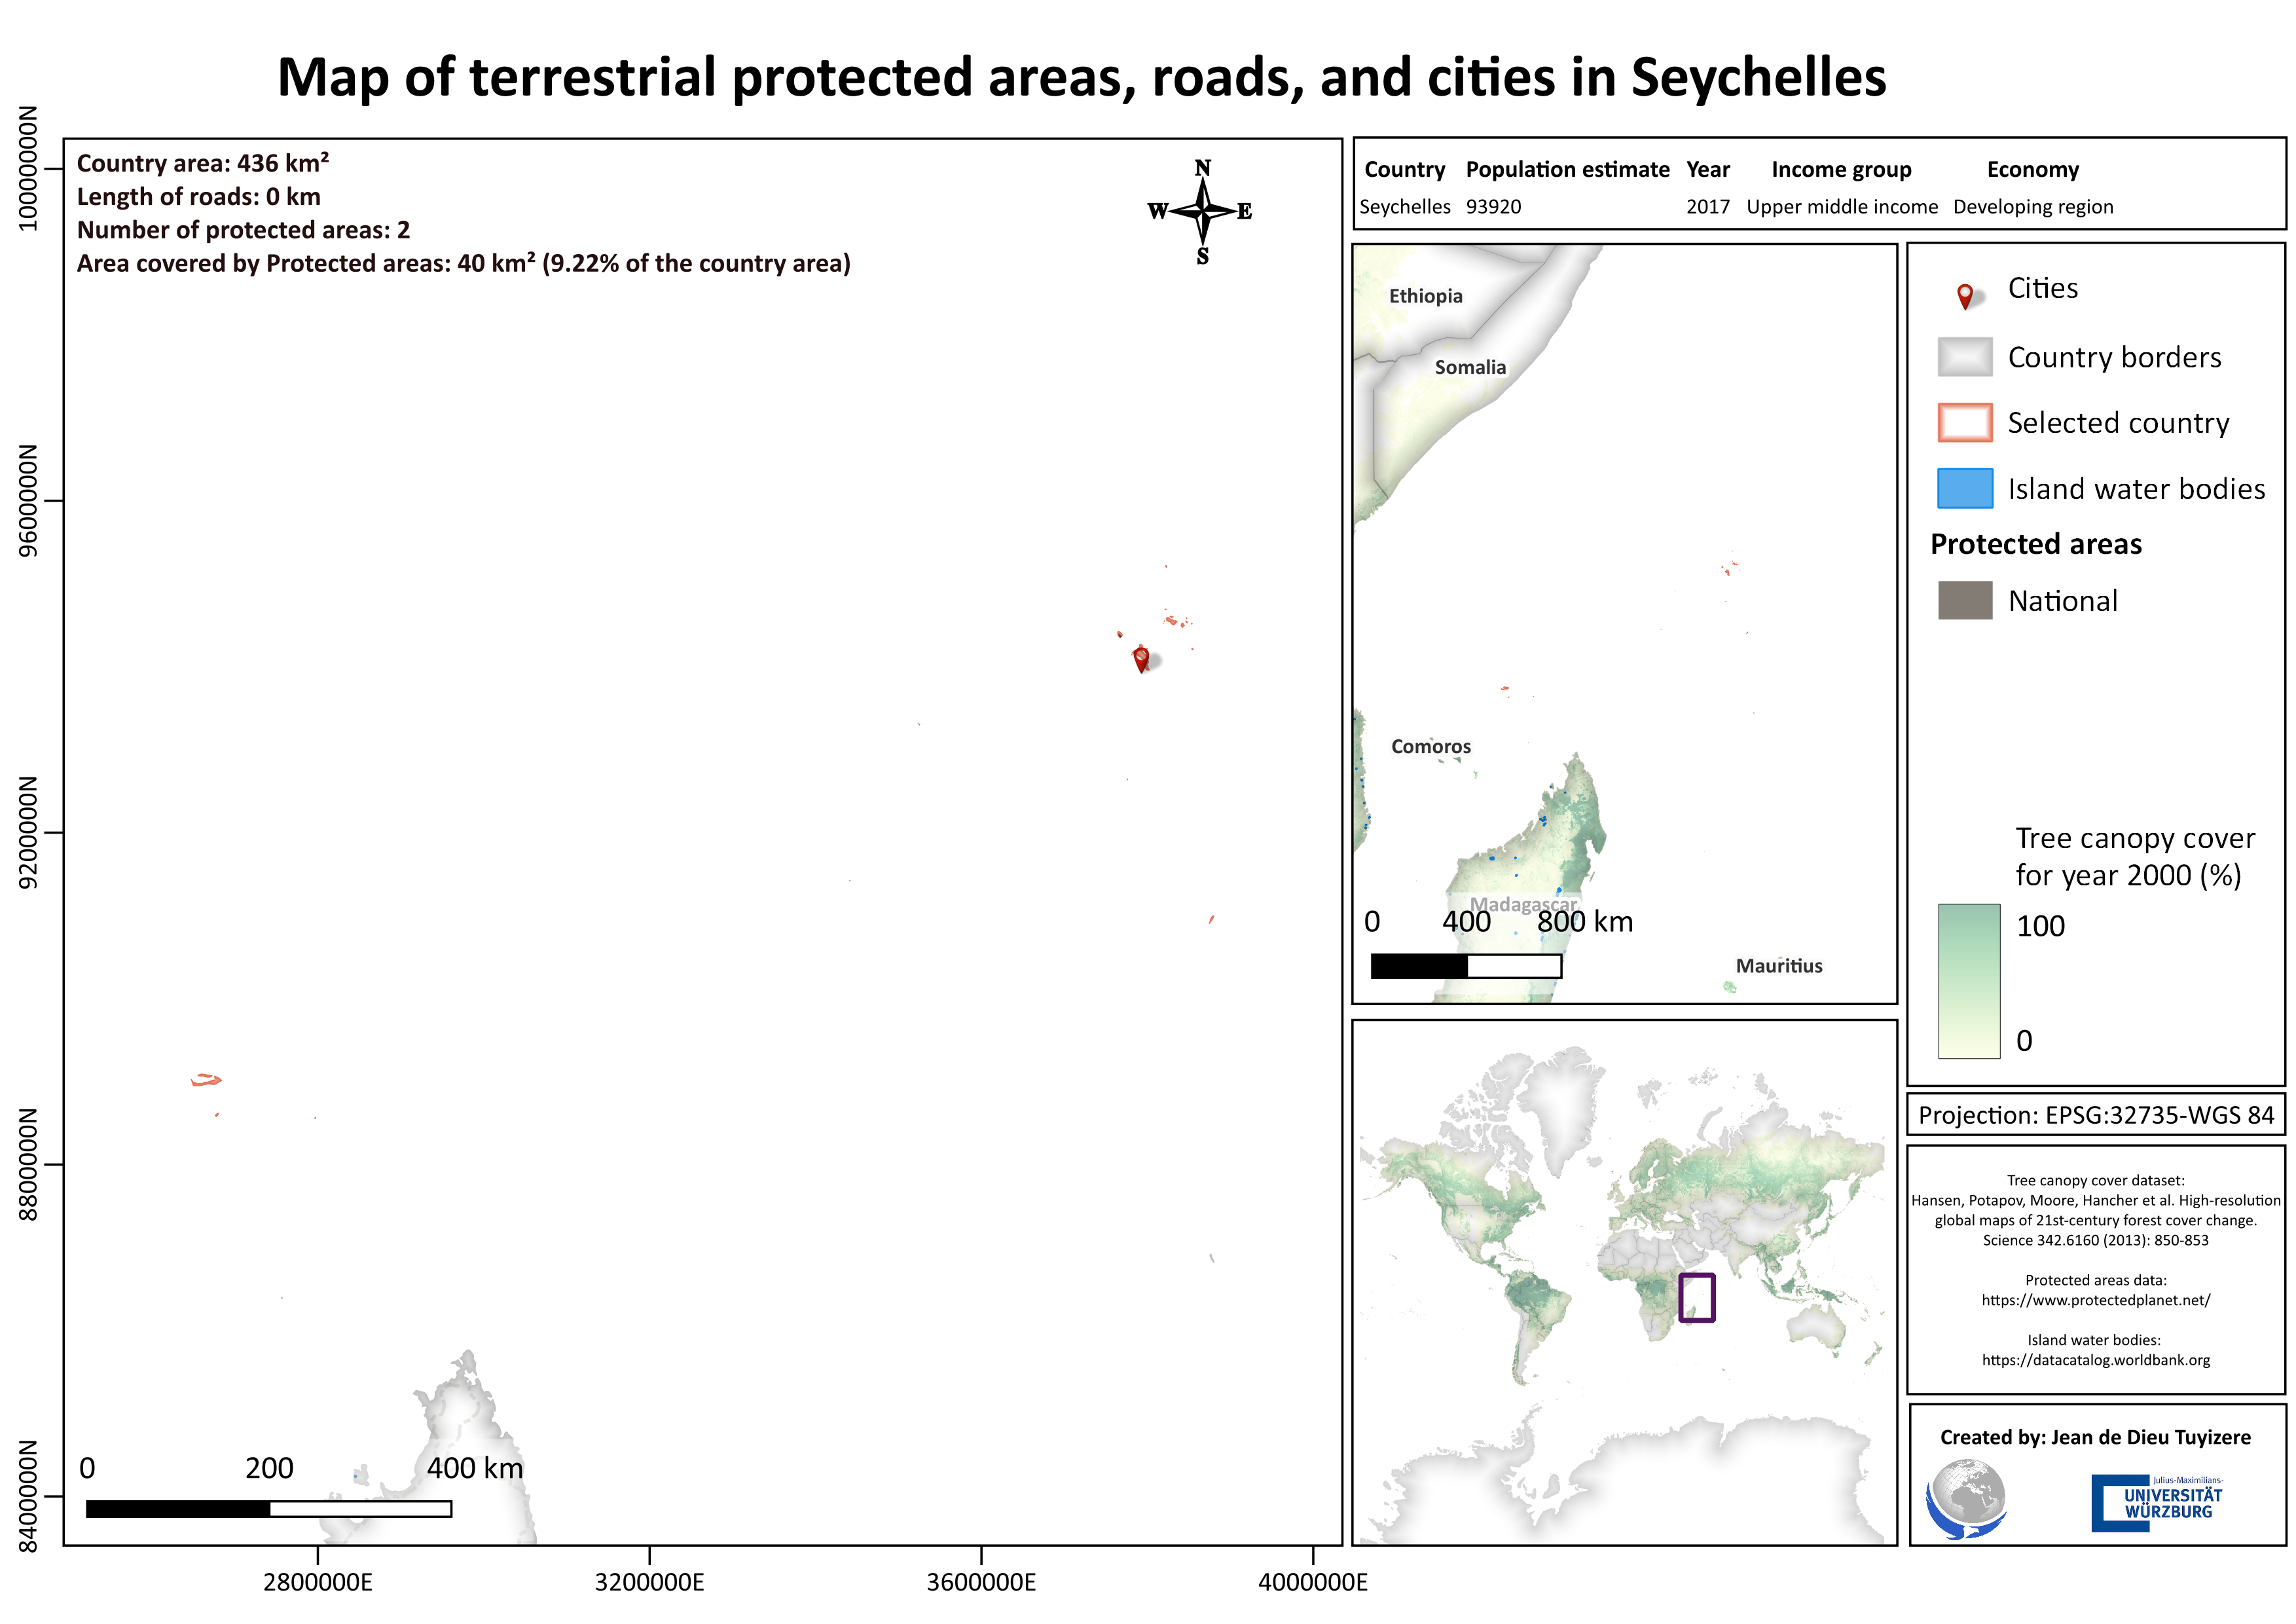 Map of terrestrial protected areas, roads, and cities in Seychelles
Country area: 436 km²
Length of roads: 0 km
Number of protected areas: 2
Area covered by Protected areas: 40 km² (9.22% of the country area)
N
W E
S
10000000N
9600000N
9200000N
8800000N
8400000N
2800000E 3200000E 3600000E 4000000E
0 200 400 km
Country Population estimate Year Income group Economy
Seychelles 93920 2017 Upper middle income Developing region
Ethiopia
Somalia
Comoros
Madagascar
0 400 800 km
Mauritius
Cities
Country borders
Selected country
Island water bodies
Protected areas
National
Tree canopy cover
for year 2000 (%)
100
0
Projection: EPSG:32735-WGS 84
Tree canopy cover dataset:
Hansen, Potapov, Moore, Hancher et al. High-resolution
global maps of 21st-century forest cover change.
Science 342.6160 (2013): 850-853
Protected areas data:
https://www.protectedplanet.net/
Island water bodies:
https://datacatalog.worldbank.org
Created by: Jean de Dieu Tuyizere
Julius-Maximilians-
UNIVERSITÄT
WÜRZBURG